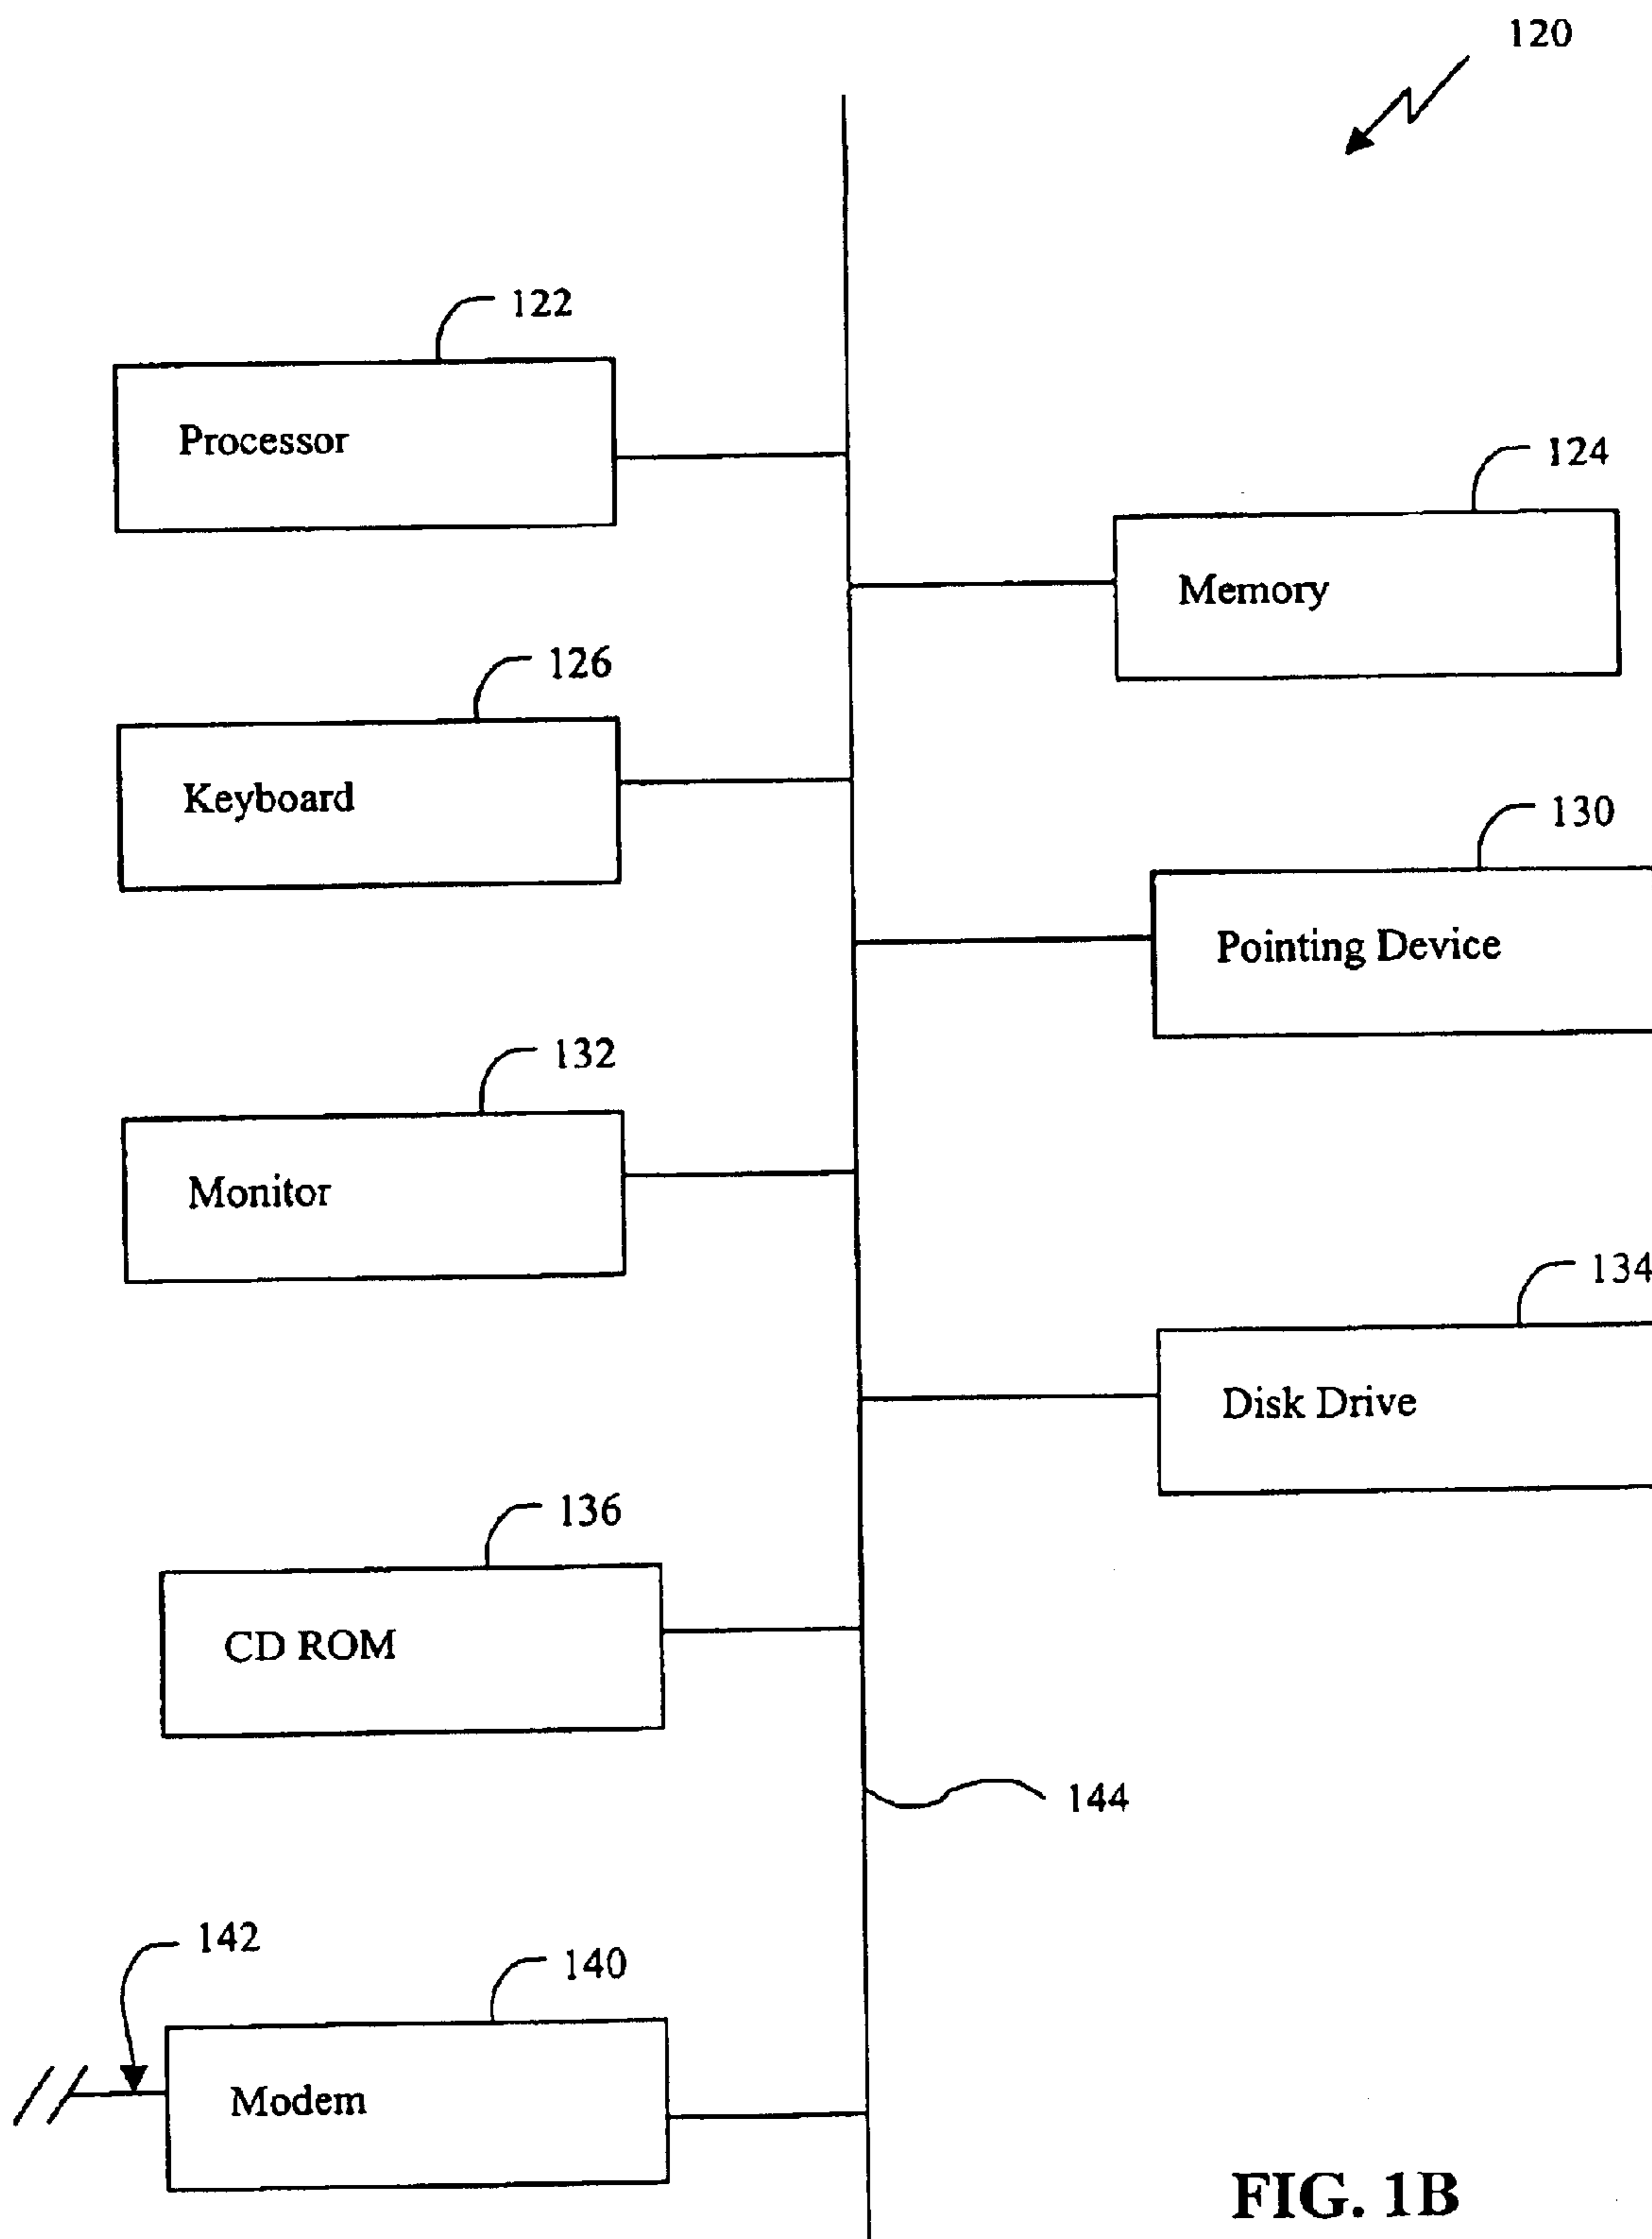 120
122
Processor
124
Memory
126
Keyboard
130
Pointing Device
132
Monitor
134
Disk Drive
136
CD ROM
144
142
140
Modem
FIG. 1B